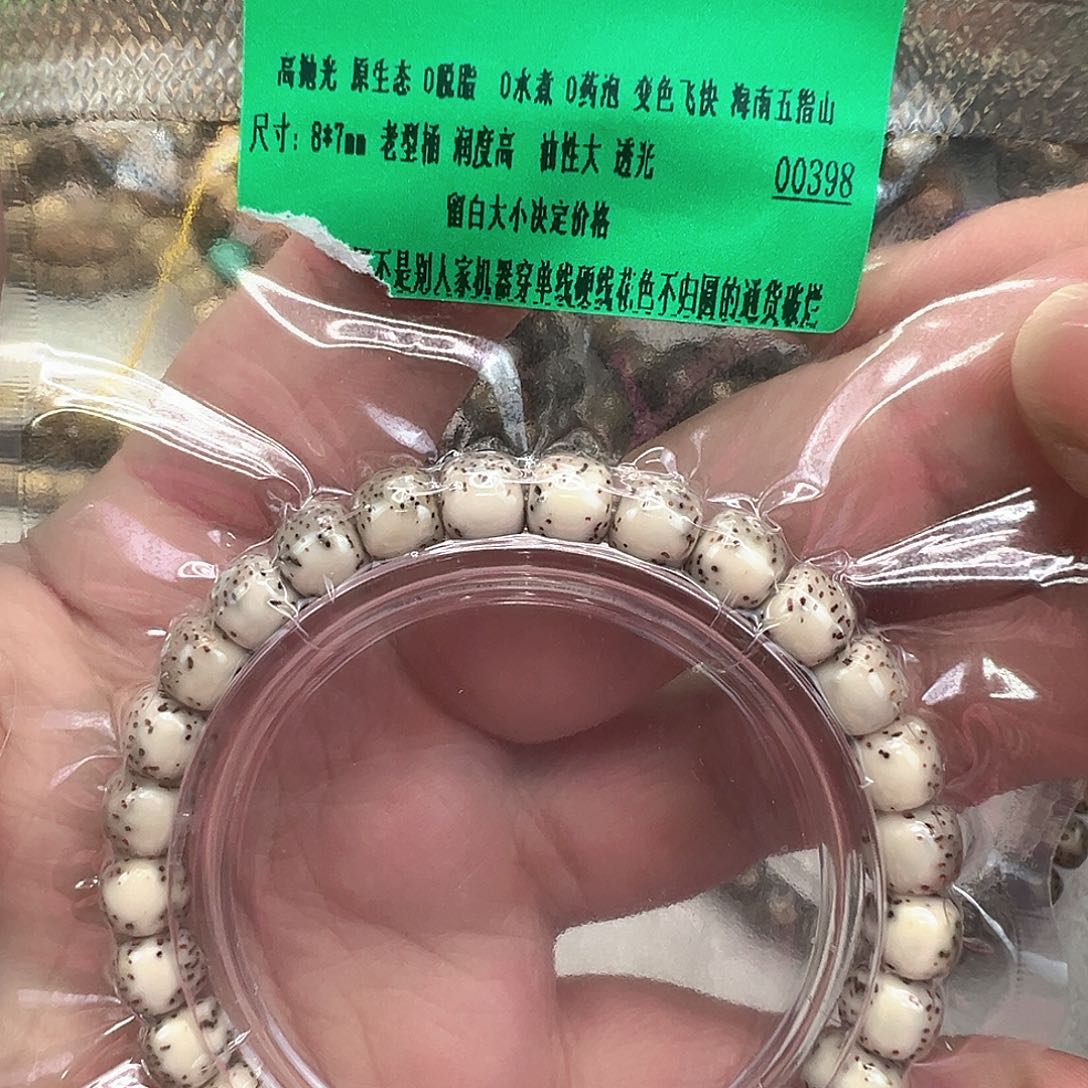 高抛光 原生态 0脱脂 0水煮 0药泡 变色飞快 海南五指山
尺寸：8*7mm 老型桶 润度高 油性大 透光
00398
留白大小决定价格
不是别人家机器穿单线硬线花色不归圆的通货破烂